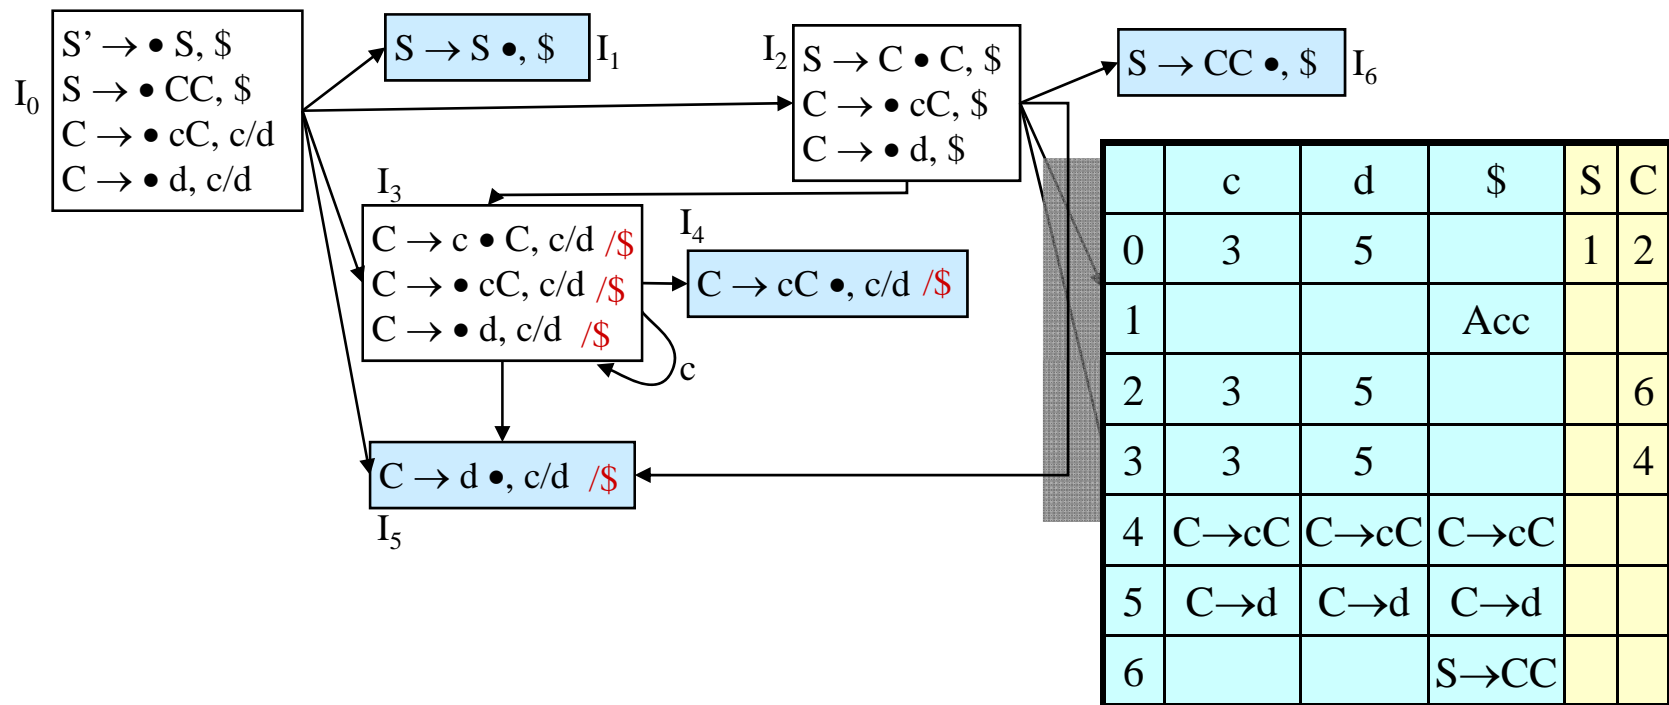 I₀
S’ → • S, $
S → • CC, $
C → • cC, c/d
C → • d, c/d
S → S •, $
I₁
I₂
S → C • C, $
C → • cC, $
C → • d, $
S → CC •, $
I₆
I₃
C → c • C, c/d /$
C → • cC, c/d /$
C → • d, c/d /$
c
I₄
C → cC •, c/d /$
C → d •, c/d /$
I₅
c d $ S C
0 3 5 1 2
1 Acc
2 3 5 6
3 3 5 4
4 C→cC C→cC C→cC
5 C→d C→d C→d
6 S→CC